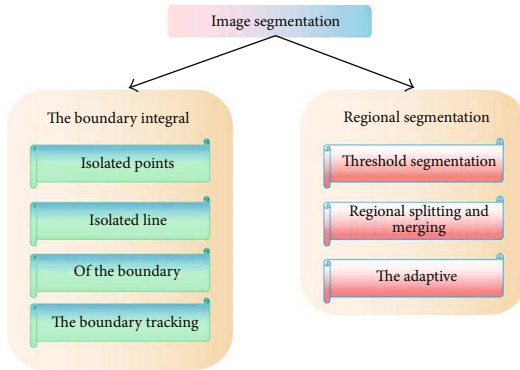 Image segmentation
The boundary integral
Isolated points
Isolated line
Of the boundary
The boundary tracking
Regional segmentation
Threshold segmentation
Regional splitting and
merging
The adaptive